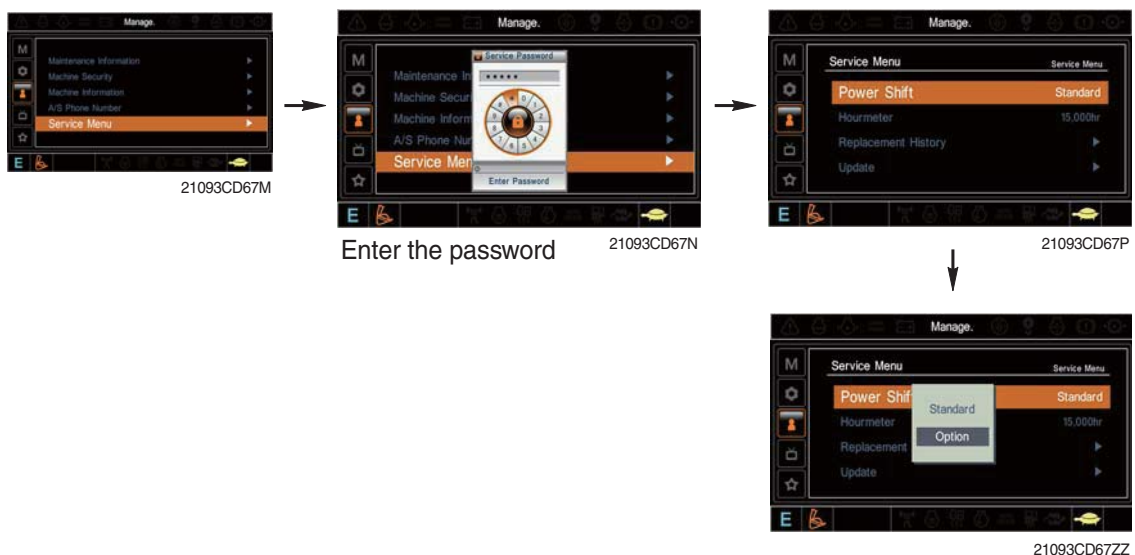 Manage.
M
Maintenance Information
Machine Security
Machine Information
A/S Phone Number
Service Menu
E
21093CD67M
Manage.
M
Service Password
*****
Maintenance In
Machine Secur
Machine Inform
A/S Phone Nur
Service Men
Enter Password
E
Enter the password
21093CD67N
Manage.
M
Service Menu
Service Menu
Power Shift
Standard
Hourmeter
15,000hr
Replacement History
Update
E
21093CD67P
Manage.
M
Service Menu
Service Menu
Power Shif
Standard
Standard
Option
Hourmeter
15,000hr
Replacement
Update
E
21093CD67ZZ